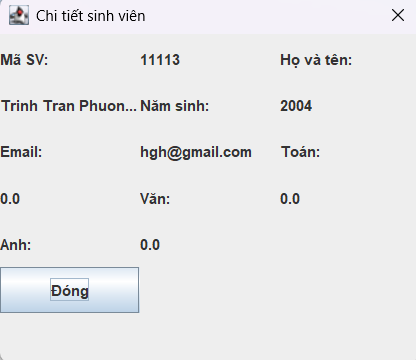 Chi tiết sinh viên
Mã SV: 11113 Họ và tên:
Trinh Tran Phuon... Năm sinh: 2004
Email: hgh@gmail.com Toán:
0.0 Văn: 0.0
Anh: 0.0
Đóng